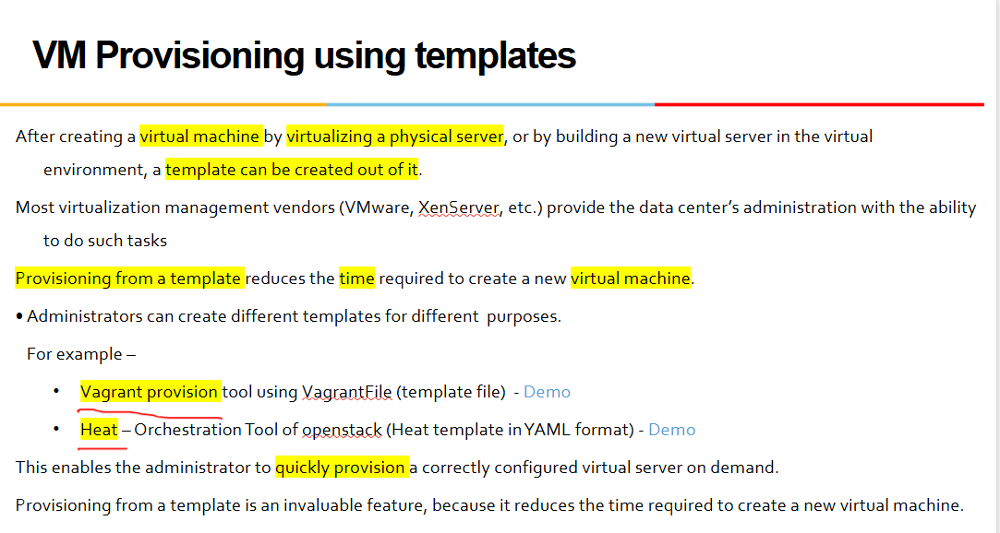 VM Provisioning using templates
After creating a virtual machine by virtualizing a physical server, or by building a new virtual server in the virtual
environment, a template can be created out of it.
Most virtualization management vendors (VMware, XenServer, etc.) provide the data center’s administration with the ability
to do such tasks
Provisioning from a template reduces the time required to create a new virtual machine.
• Administrators can create different templates for different purposes.
For example –
• Vagrant provision tool using VagrantFile (template file) - Demo
• Heat – Orchestration Tool of openstack (Heat template in YAML format) - Demo
This enables the administrator to quickly provision a correctly configured virtual server on demand.
Provisioning from a template is an invaluable feature, because it reduces the time required to create a new virtual machine.